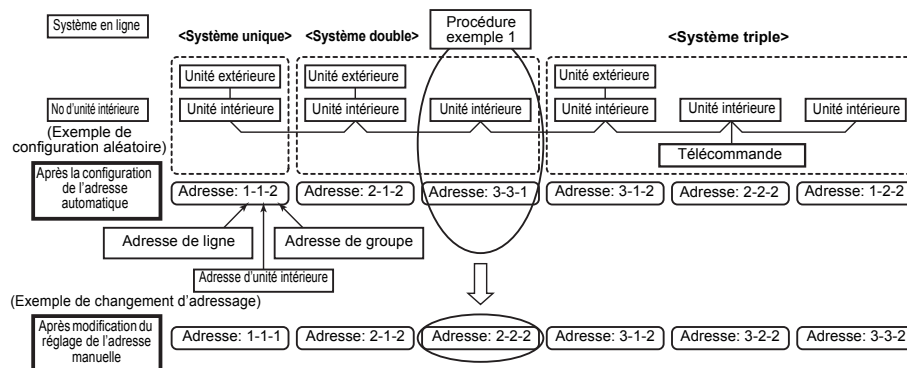 Système en ligne
<Système unique>
<Système double>
Procédure
exemple 1
<Système triple>
Unité extérieure
Unité extérieure
Unité extérieure
No d'unité intérieure
Unité intérieure
Unité intérieure
Unité intérieure
Unité intérieure
Unité intérieure
Unité intérieure
(Exemple de
configuration aléatoire)
Télécommande
Après la configuration
de l'adresse
automatique
Adresse: 1-1-2
Adresse: 2-1-2
Adresse: 3-3-1
Adresse: 3-1-2
Adresse: 2-2-2
Adresse: 1-2-2
Adresse de ligne
Adresse de groupe
Adresse d'unité intérieure
(Exemple de changement d'adressage)
Après modification du
réglage de l'adresse
manuelle
Adresse: 1-1-1
Adresse: 2-1-2
Adresse: 2-2-2
Adresse: 3-1-2
Adresse: 3-2-2
Adresse: 3-3-2